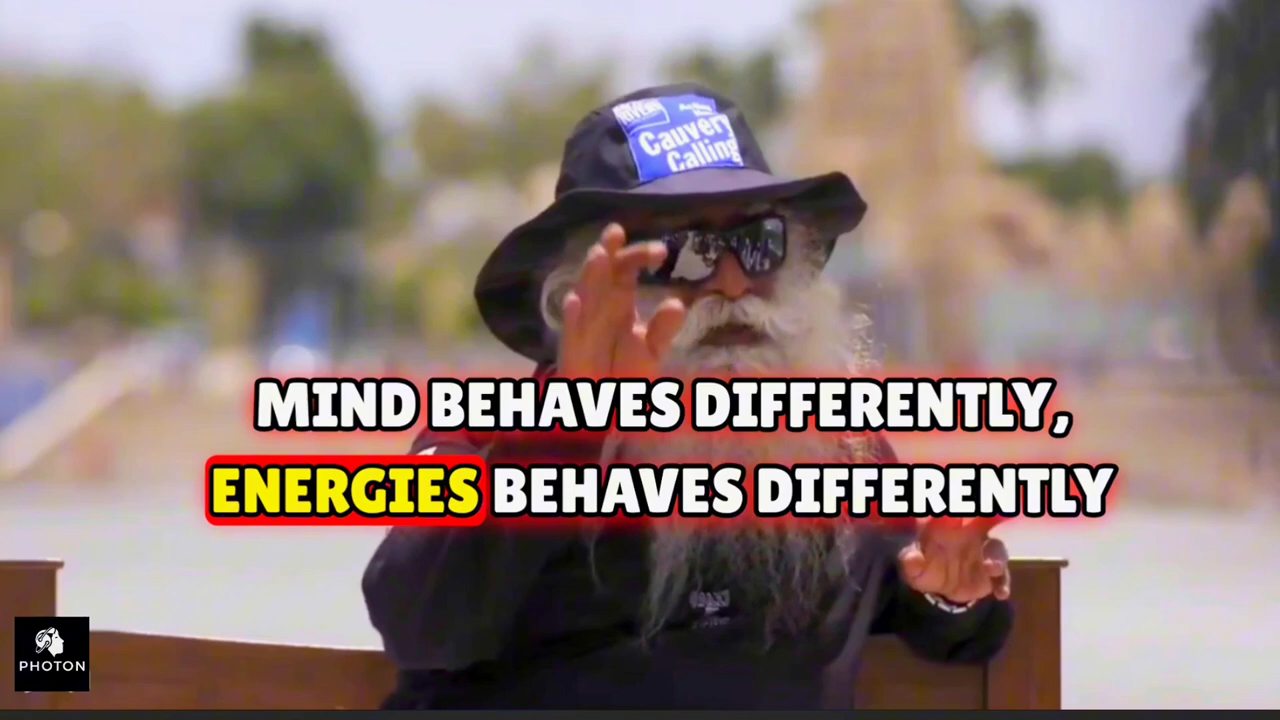 Cauvery
Calling
MIND BEHAVES DIFFERENTLY,
ENERGIES BEHAVES DIFFERENTLY
PHOTON